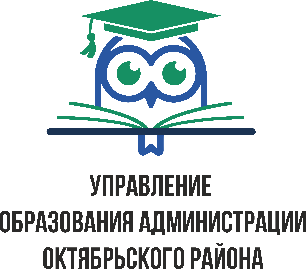 УПРАВЛЕНИЕ
ОБРАЗОВАНИЯ АДМИНИСТРАЦИИ
ОКТЯБРЬСКОГО РАЙОНА